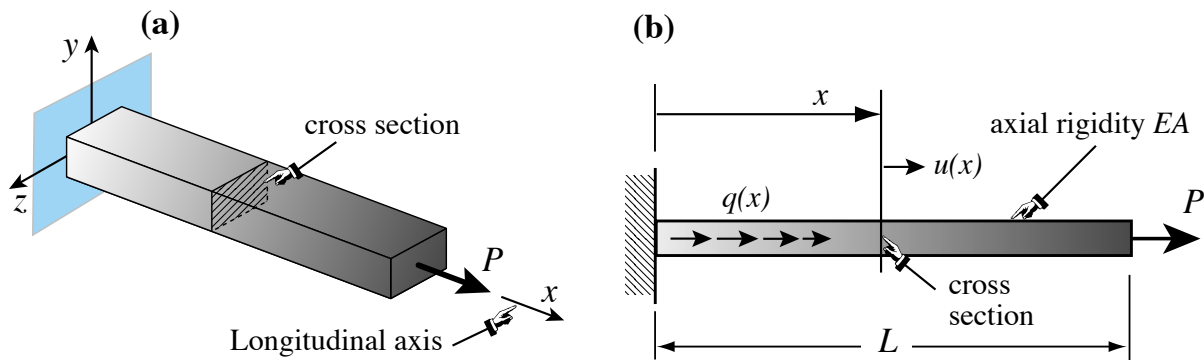 (a)
y
cross section
z
P
x
Longitudinal axis
(b)
x
axial rigidity EA
u(x)
q(x)
P
cross
section
L